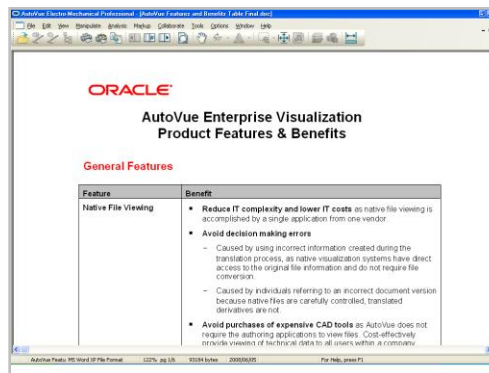 AutoVue Electro Mechanical Professional - [AutoVue Features and Benefits Table Final.doc]
File Edit View Manipulate Analysis Markup Collaborate Tools Options Window Help
ORACLE
AutoVue Enterprise Visualization
Product Features & Benefits
General Features
Feature Benefit
Native File Viewing ▪ Reduce IT complexity and lower IT costs as native file viewing is
accomplished by a single application from one vendor
▪ Avoid decision making errors
– Caused by using incorrect information created during the
translation process, as native visualization systems have direct
access to the original file information and do not require file
conversion.
– Caused by individuals referring to an incorrect document version
because native files are carefully controlled, translated
derivatives are not.
▪ Avoid purchases of expensive CAD tools as AutoVue does not
require the authoring applications to view files. Cost-effectively
provide viewing of technical data to all users within a company
AutoVue Featu MS Word XP File Format 122% pg 1/6 93184 bytes 2008/06/05 For Help, press F1